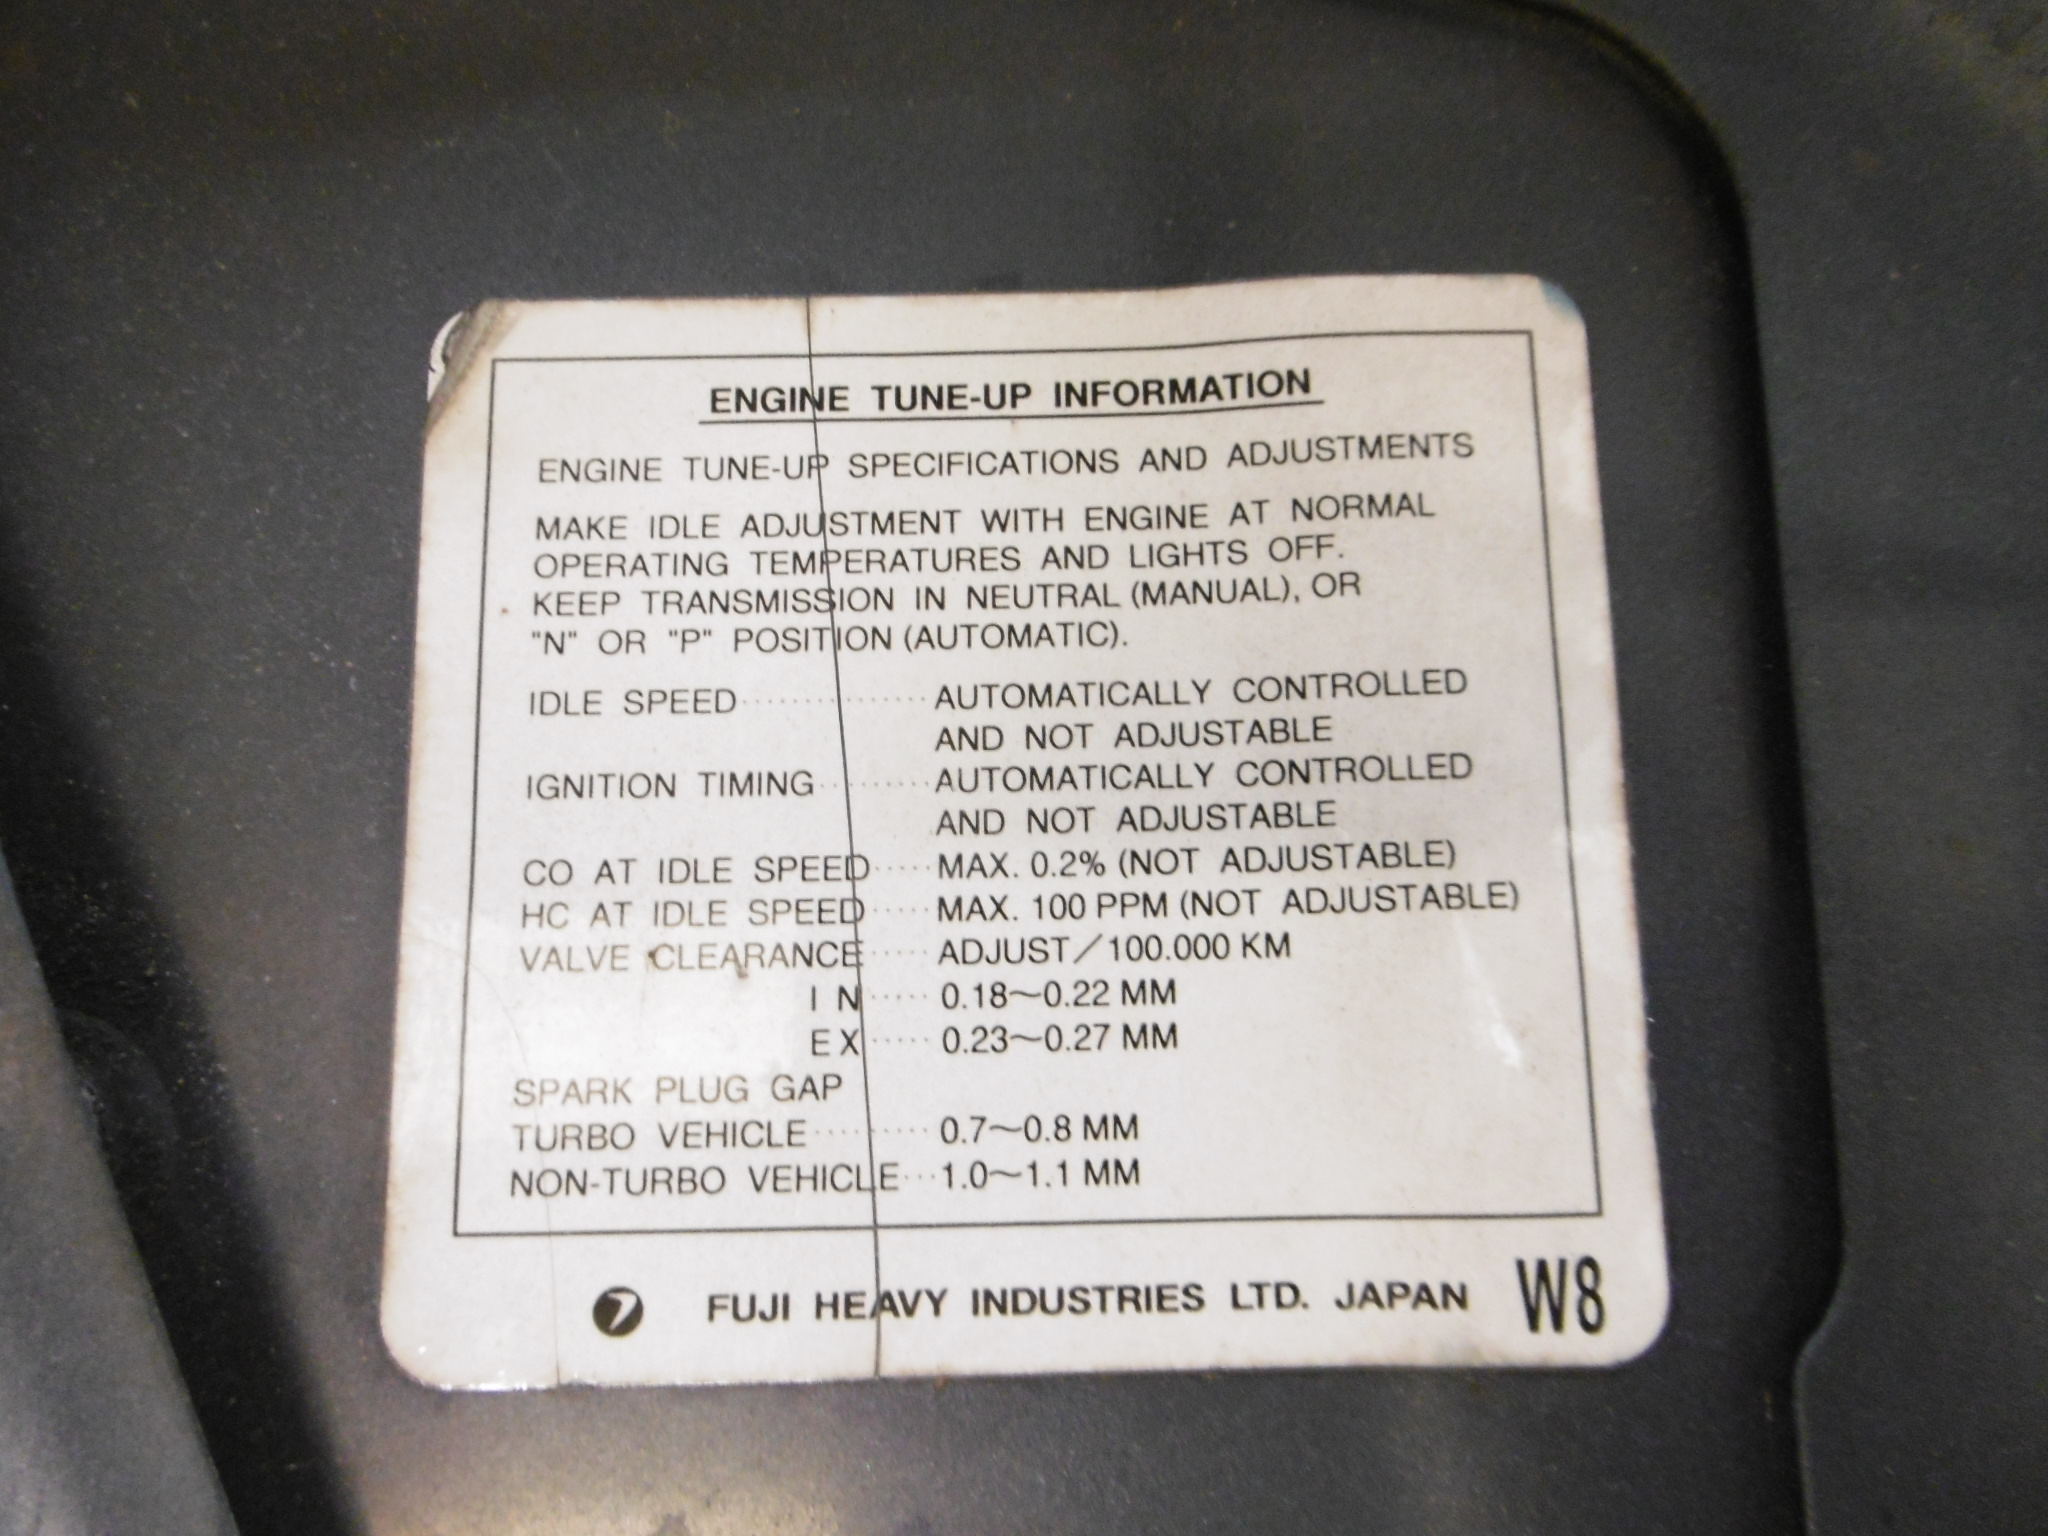 ENGINE TUNE-UP INFORMATION
ENGINE TUNE-UP SPECIFICATIONS AND ADJUSTMENTS
MAKE IDLE ADJUSTMENT WITH ENGINE AT NORMAL
OPERATING TEMPERATURES AND LIGHTS OFF.
KEEP TRANSMISSION IN NEUTRAL (MANUAL), OR
"N" OR "P" POSITION (AUTOMATIC).
IDLE SPEED ............... AUTOMATICALLY CONTROLLED
AND NOT ADJUSTABLE
IGNITION TIMING ......... AUTOMATICALLY CONTROLLED
AND NOT ADJUSTABLE
CO AT IDLE SPEED ..... MAX. 0.2% (NOT ADJUSTABLE)
HC AT IDLE SPEED ..... MAX. 100 PPM (NOT ADJUSTABLE)
VALVE CLEARANCE ..... ADJUST/100.000 KM
IN ..... 0.18~0.22 MM
EX ..... 0.23~0.27 MM
SPARK PLUG GAP
TURBO VEHICLE ......... 0.7~0.8 MM
NON-TURBO VEHICLE ... 1.0~1.1 MM
FUJI HEAVY INDUSTRIES LTD. JAPAN W8